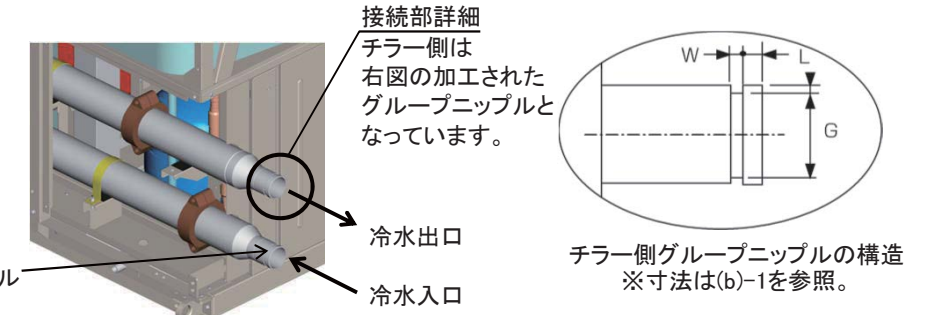 接続部詳細
チラー側は
右図の加工された
グルーブニップルと
なっています。
冷水出口
冷水入口
ル
W
L
G
チラー側グルーブニップルの構造
※寸法は(b)-1を参照。